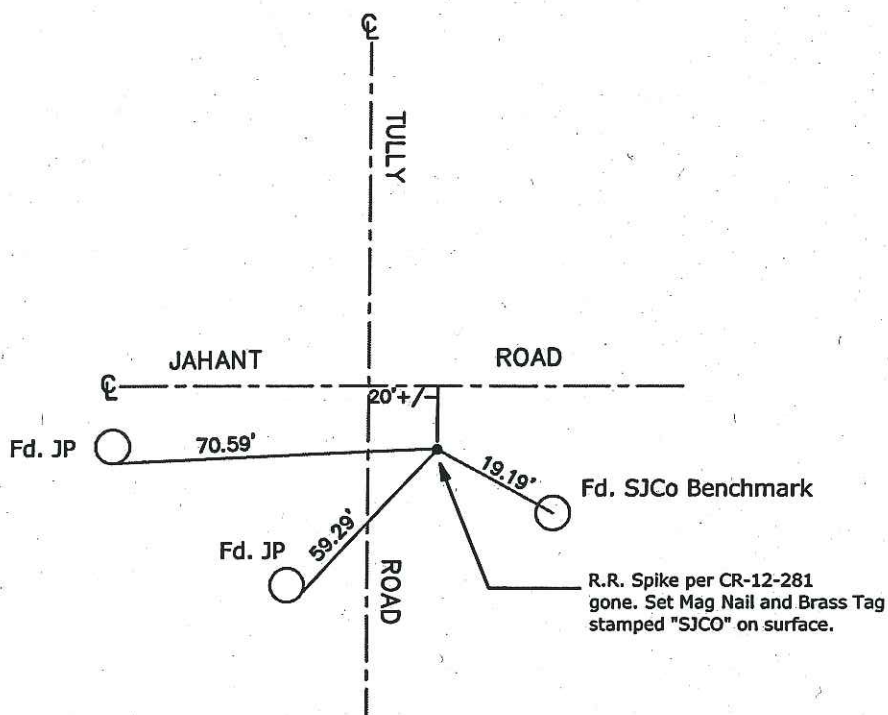 ℄
TULLY
JAHANT ROAD
℄
20'+/-
Fd. JP
70.59'
19.19'
Fd. SJCo Benchmark
59.29'
Fd. JP
ROAD
R.R. Spike per CR-12-281
gone. Set Mag Nail and Brass Tag
stamped "SJCO" on surface.